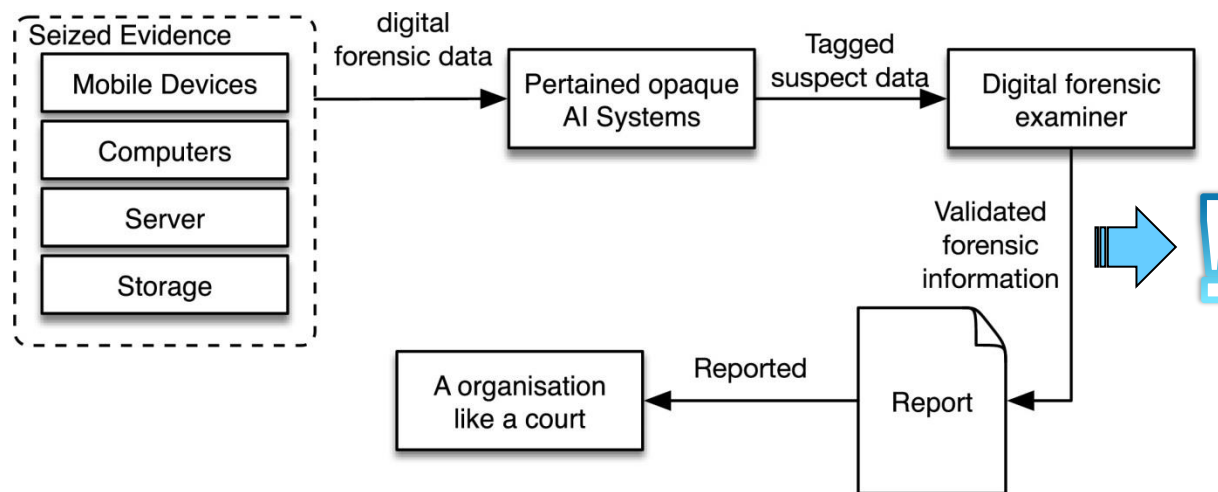 Seized Evidence
Mobile Devices
Computers
Server
Storage
digital
forensic data
Pertained opaque
AI Systems
Tagged
suspect data
Digital forensic
examiner
Validated
forensic
information
Report
Reported
A organisation
like a court